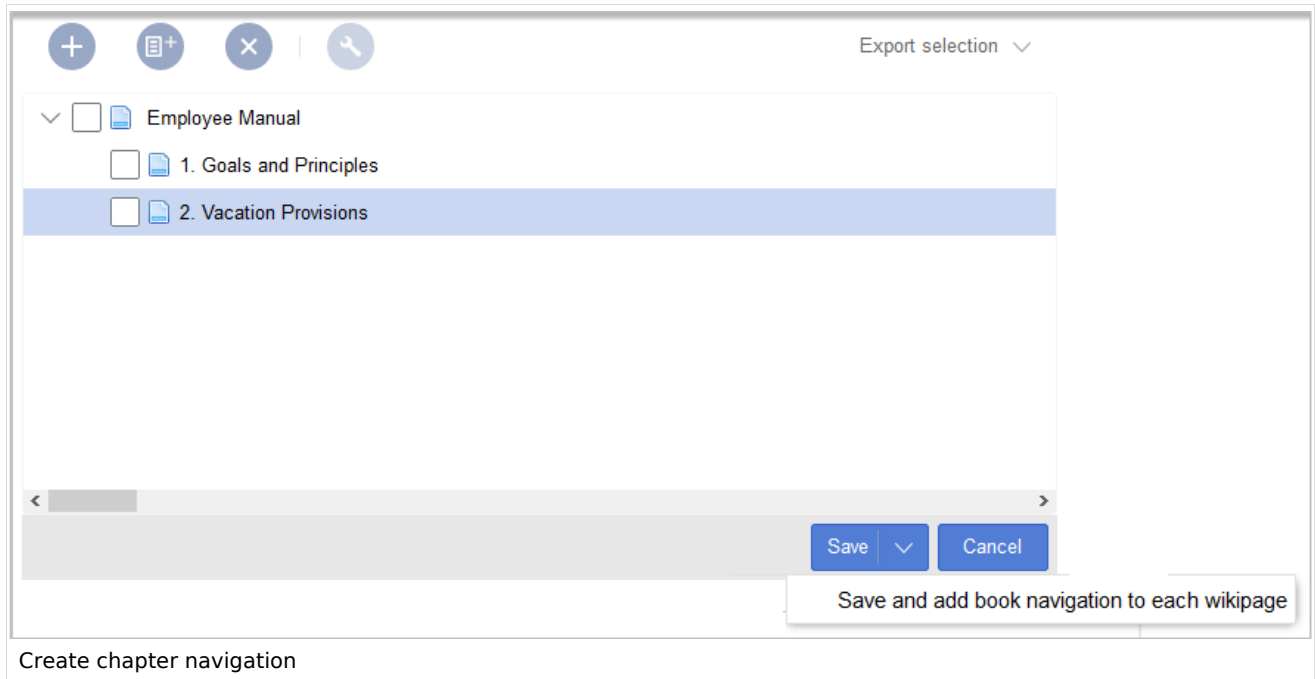 Export selection
Employee Manual
1. Goals and Principles
2. Vacation Provisions
Save
Cancel
Save and add book navigation to each wikipage
Create chapter navigation